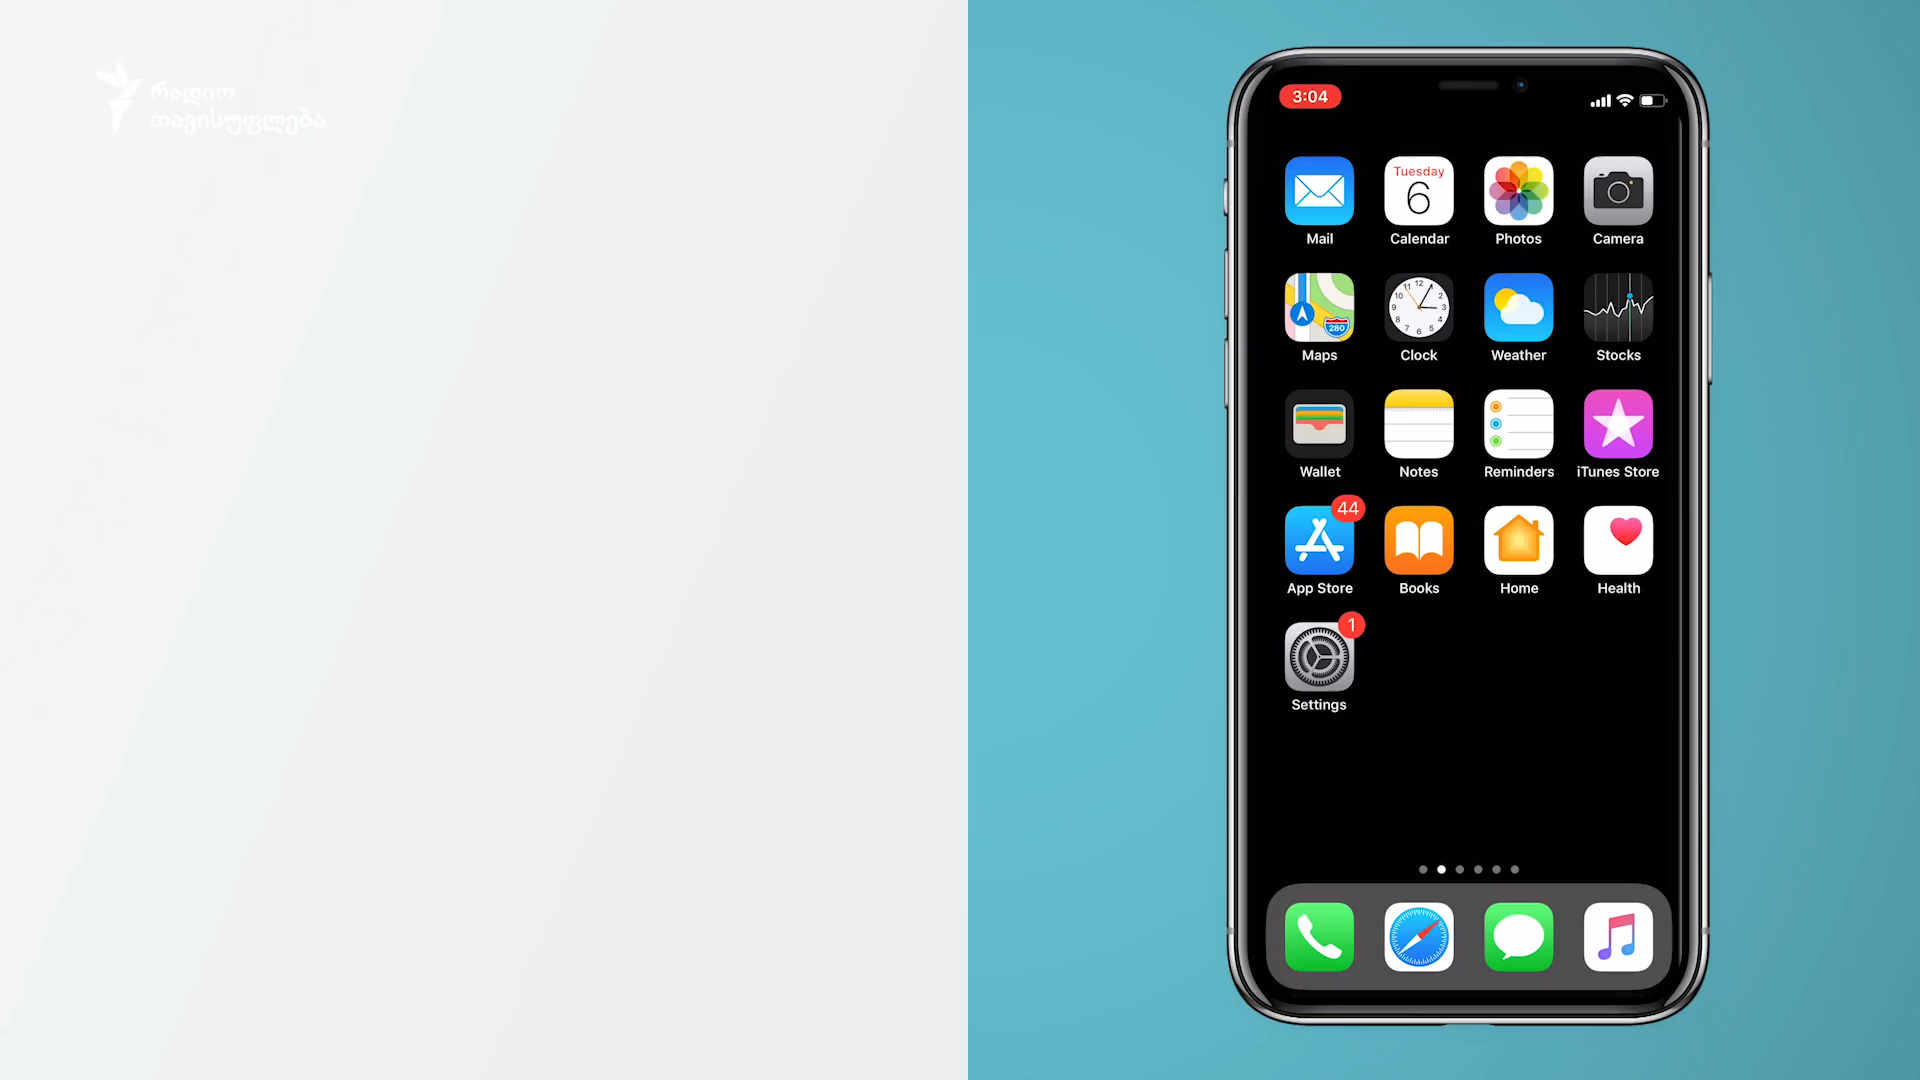 რადიო
თავისუფლება
3:04
Tuesday
6
Mail
Calendar
Photos
Camera
280
Maps
Clock
Weather
Stocks
Wallet
Notes
Reminders
iTunes Store
44
App Store
Books
Home
Health
1
Settings